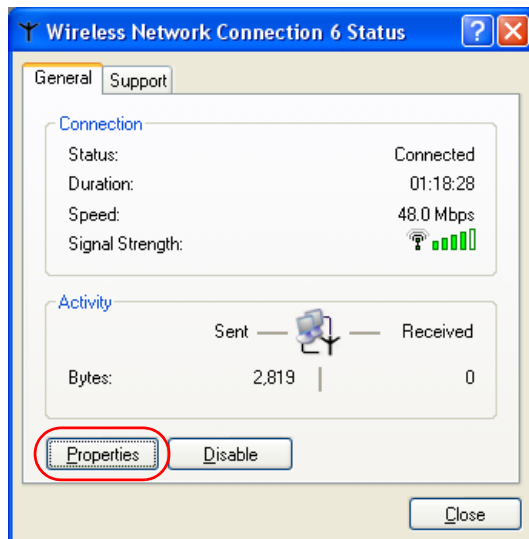 Wireless Network Connection 6 Status
General Support
Connection
Status: Connected
Duration: 01:18:28
Speed: 48.0 Mbps
Signal Strength:
Activity
Sent Received
Bytes: 2,819 0
Properties Disable
Close